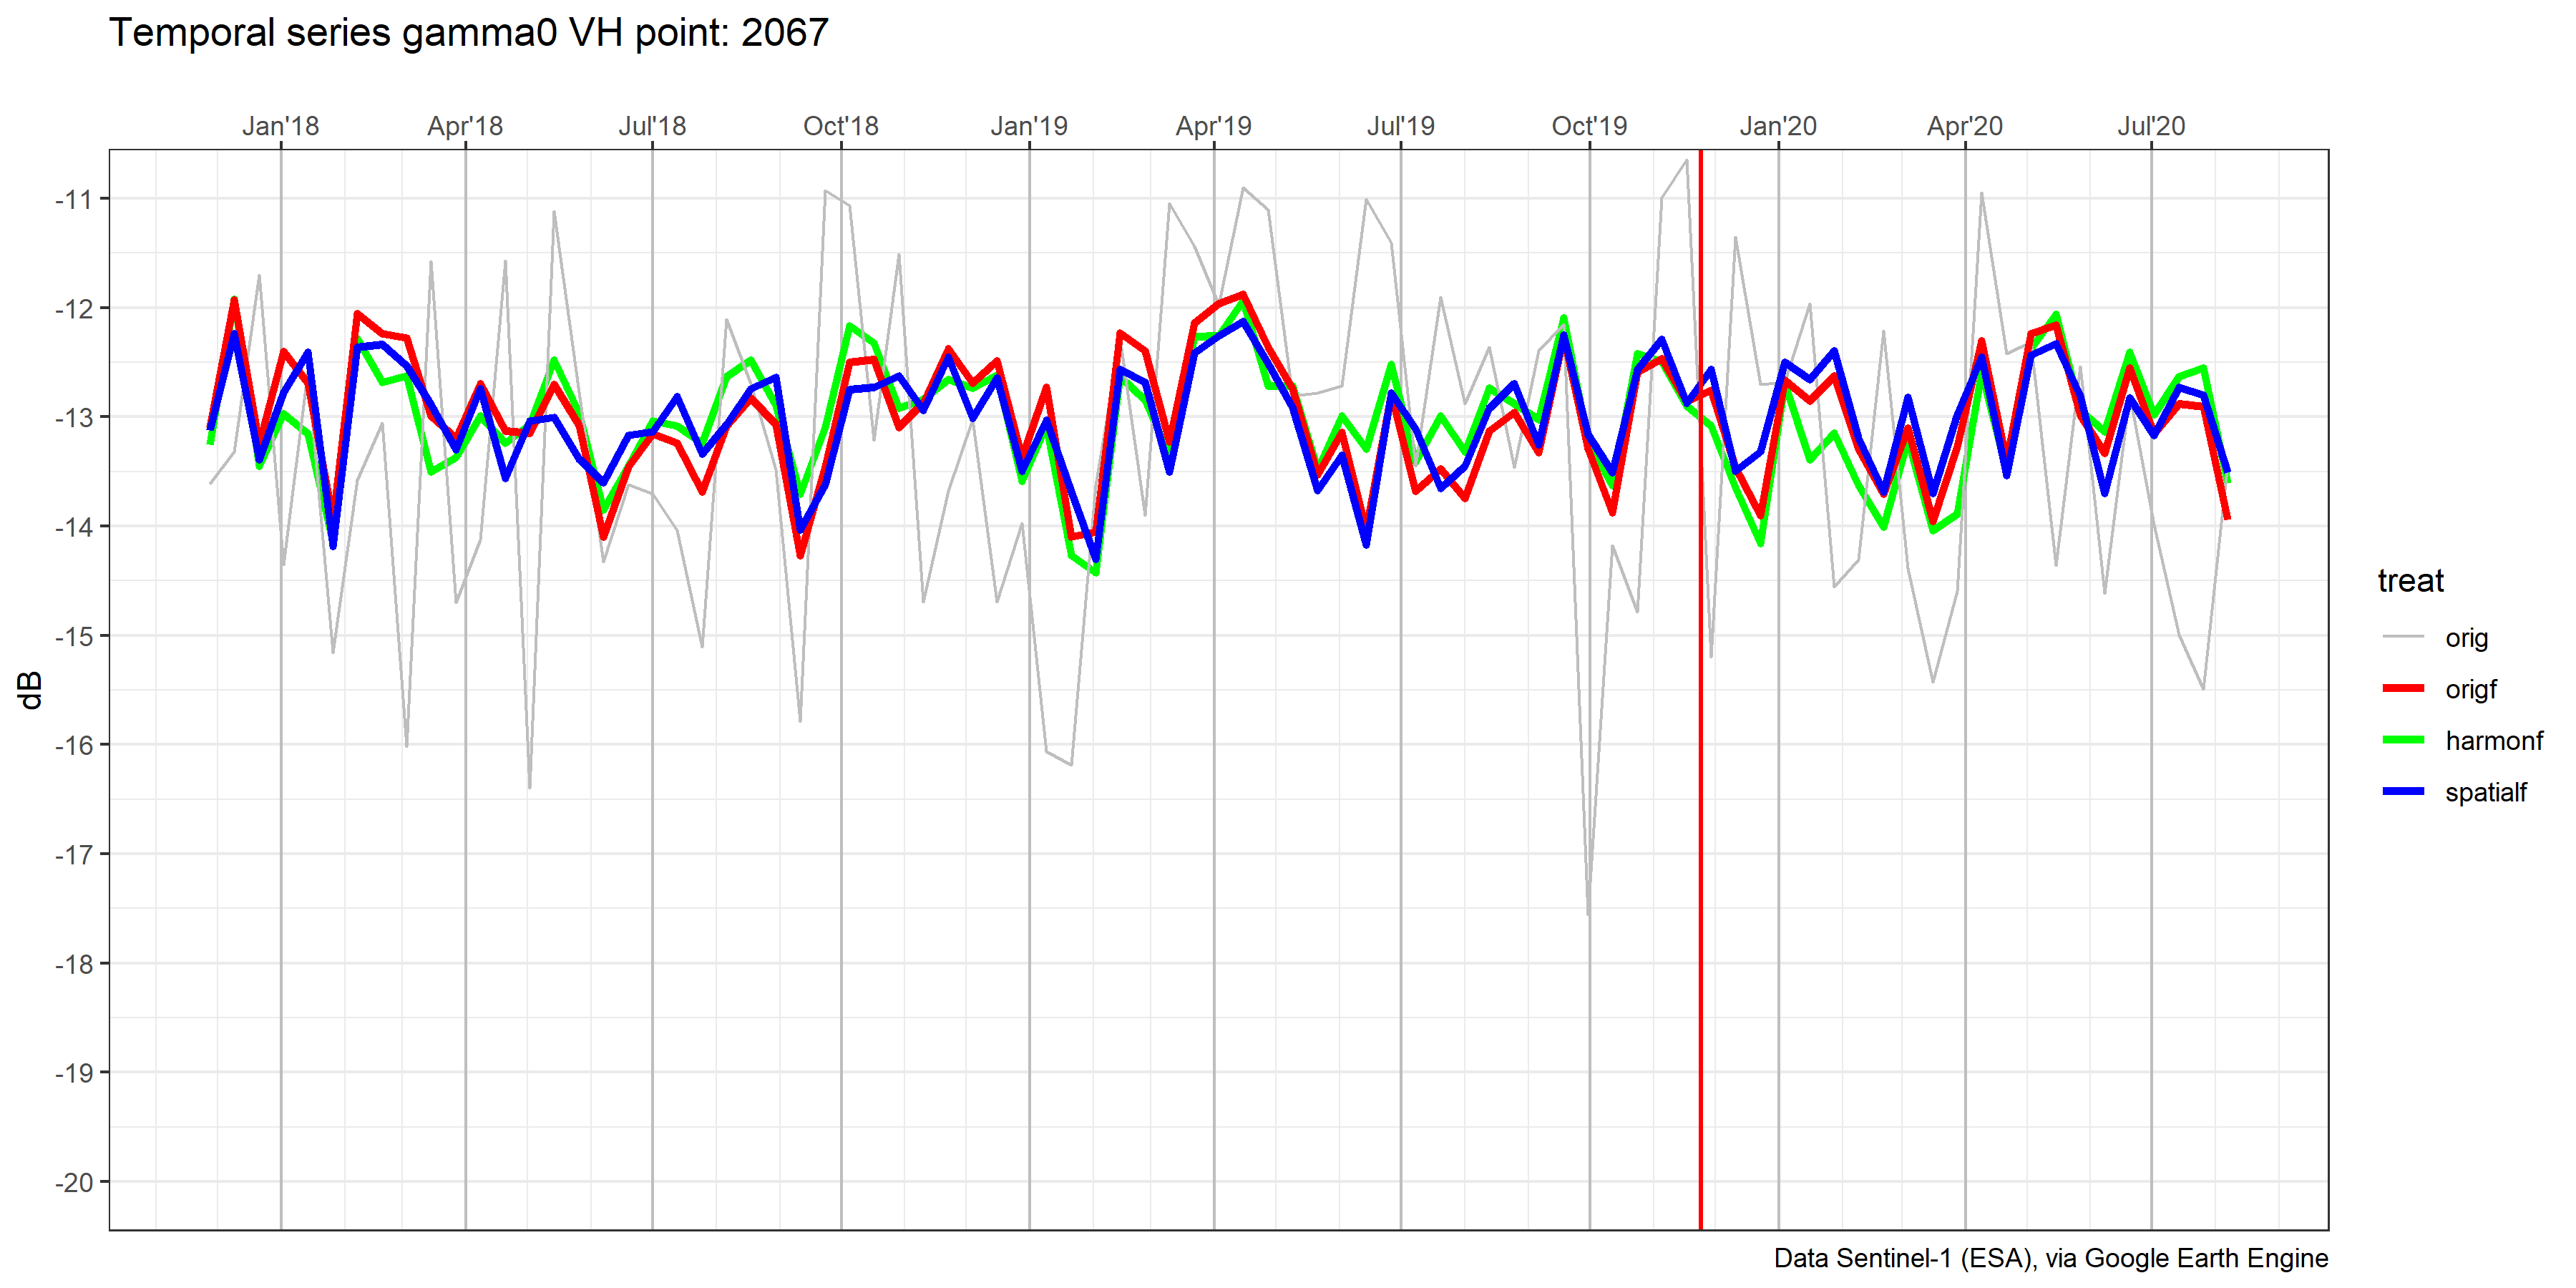 Temporal series gamma0 VH point: 2067
Jan'18 Apr'18 Jul'18 Oct'18 Jan'19 Apr'19 Jul'19 Oct'19 Jan'20 Apr'20 Jul'20
-11
-12
-13
-14
-15
-16
-17
-18
-19
-20
dB
treat
orig
origf
harmonf
spatialf
Data Sentinel-1 (ESA), via Google Earth Engine